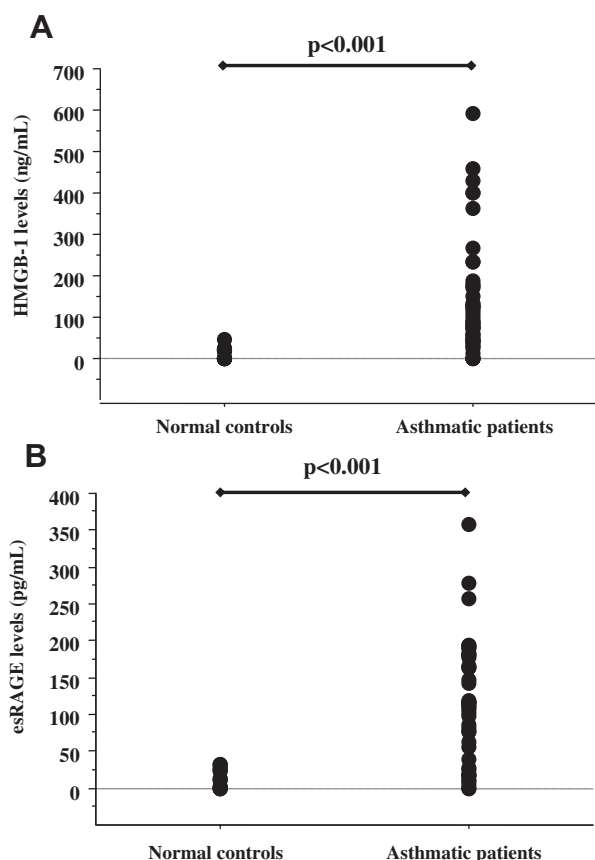 A
p<0.001
700
600
500
400
300
200
100
0
HMGB-1 levels (ng/mL)
Normal controls
Asthmatic patients
B
p<0.001
400
350
300
250
200
150
100
50
0
esRAGE levels (pg/mL)
Normal controls
Asthmatic patients